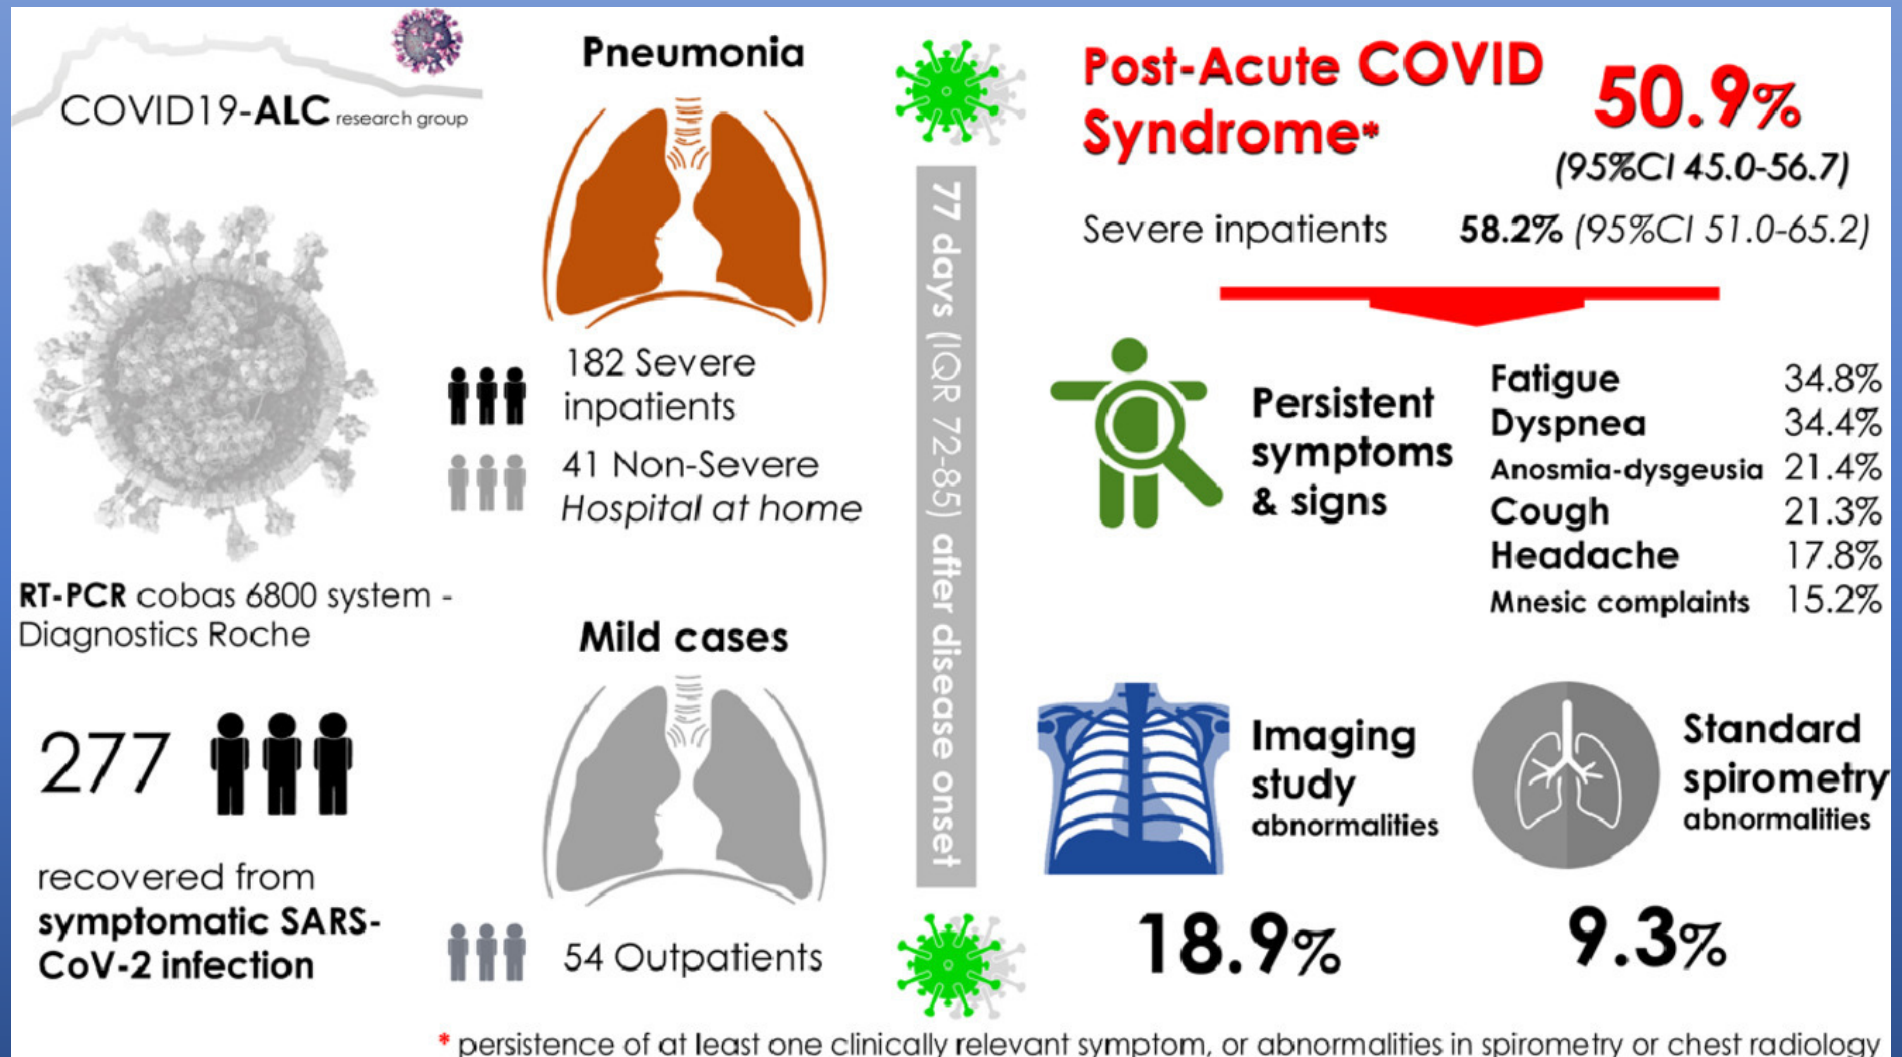 COVID19-ALC research group
RT-PCR cobas 6800 system -
Diagnostics Roche
277
recovered from
symptomatic SARS-
CoV-2 infection
Pneumonia
182 Severe
inpatients
41 Non-Severe
Hospital at home
Mild cases
54 Outpatients
77 days (IQR 72-85) after disease onset
Post-Acute COVID
Syndrome*
50.9%
(95%CI 45.0-56.7)
Severe inpatients 58.2% (95%CI 51.0-65.2)
Persistent
symptoms
& signs
Fatigue 34.8%
Dyspnea 34.4%
Anosmia-dysgeusia 21.4%
Cough 21.3%
Headache 17.8%
Mnesic complaints 15.2%
Imaging
study
abnormalities
18.9%
Standard
spirometry
abnormalities
9.3%
* persistence of at least one clinically relevant symptom, or abnormalities in spirometry or chest radiology